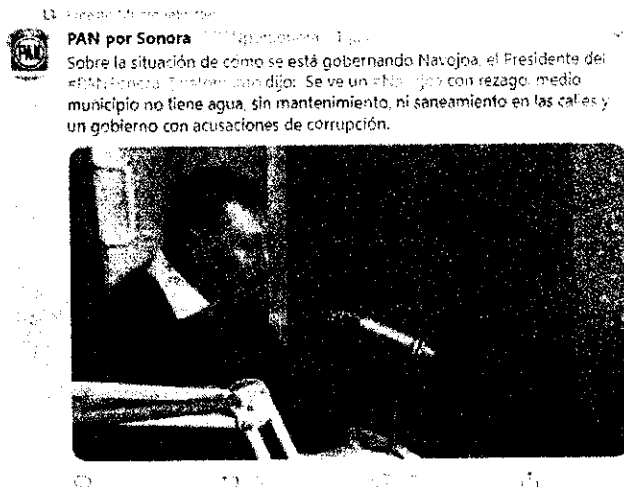 PAN por Sonora
Sobre la situación de cómo se está gobernando Navojoa, el Presidente del
dijo: Se ve un con rezago, medio
municipio no tiene agua, sin mantenimiento, ni saneamiento en las calles y
un gobierno con acusaciones de corrupción.
PAN